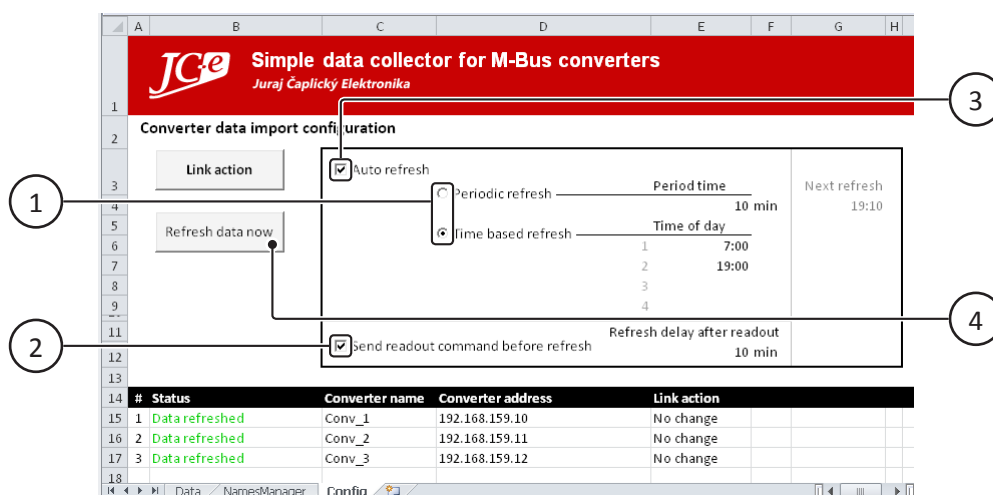 A B C D E F G H
JCe Simple data collector for M-Bus converters
Juraj Čaplický Elektronika
1
3
2 Converter data import configuration
Link action Auto refresh
3 Periodic refresh Period time Next refresh
1
4 10 min 19:10
5 Refresh data now Time based refresh Time of day
6 1 7:00
7 2 19:00
8 3
9 4
4
11 Refresh delay after readout
2 Send readout command before refresh
12 10 min
13
14 # Status Converter name Converter address Link action
15 1 Data refreshed Conv_1 192.168.159.10 No change
16 2 Data refreshed Conv_2 192.168.159.11 No change
17 3 Data refreshed Conv_3 192.168.159.12 No change
18
Data NamesManager Config